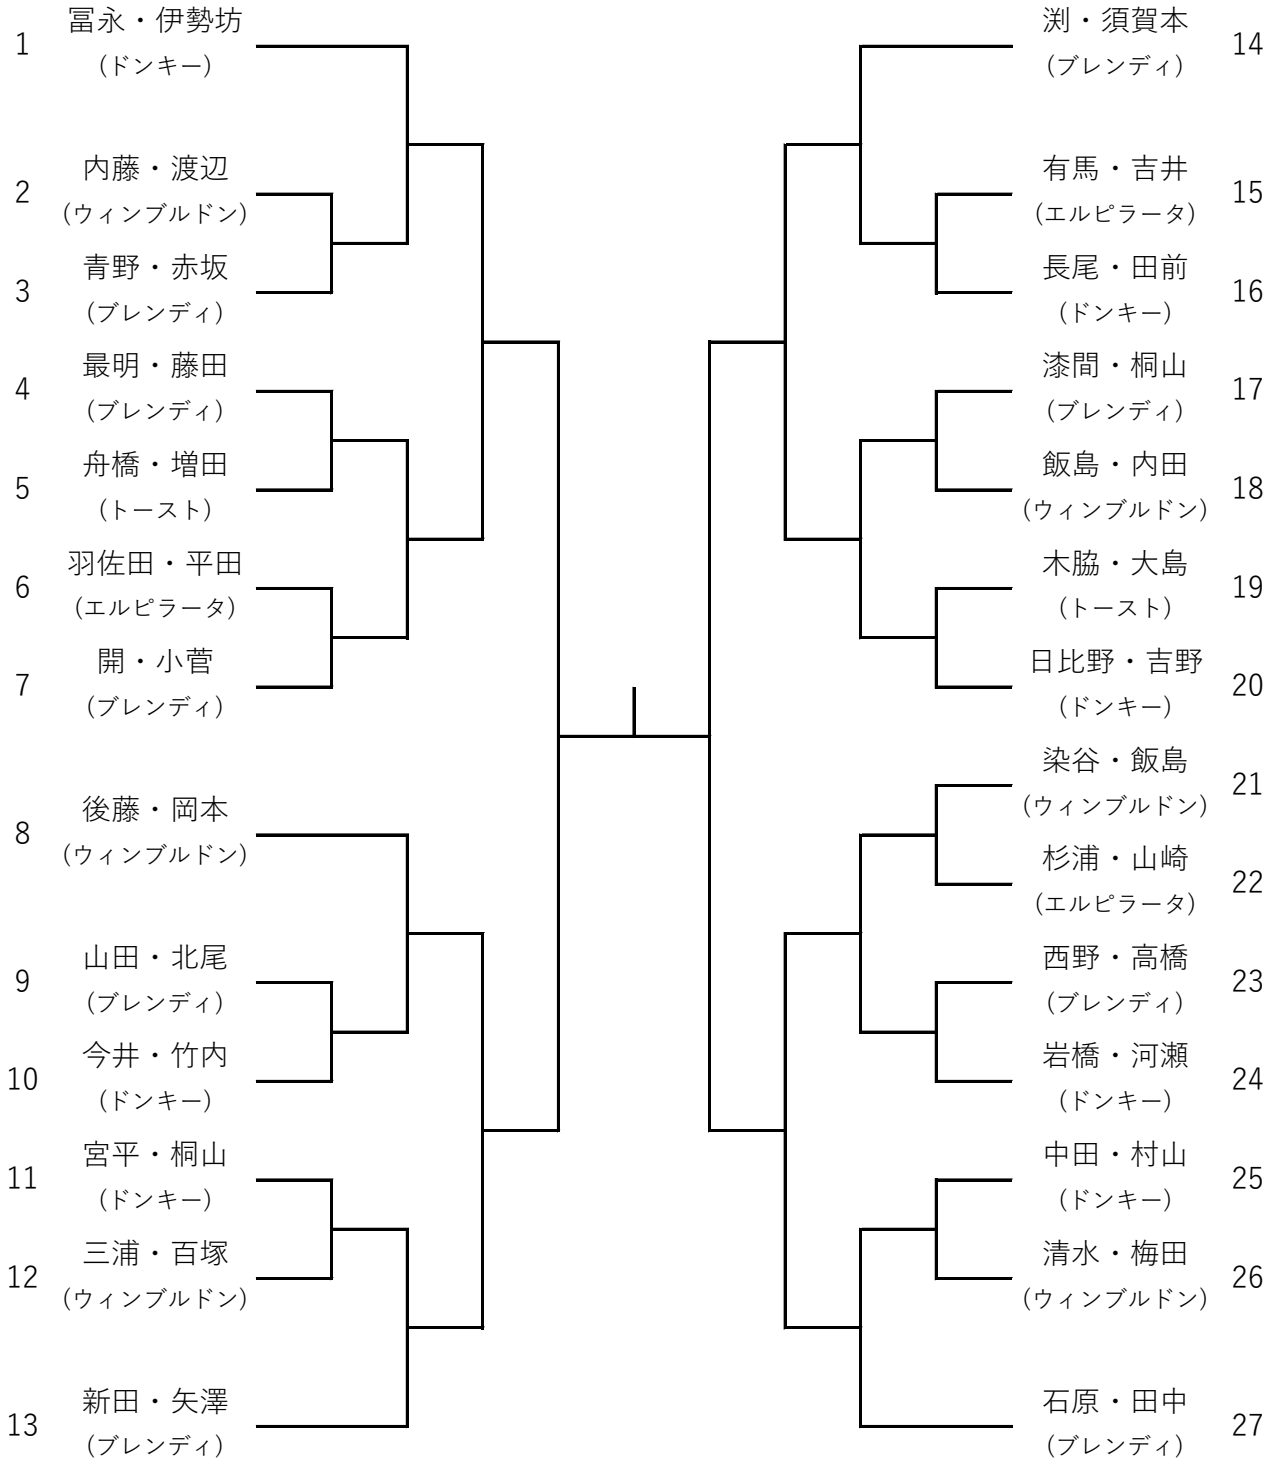 1
冨永・伊勢坊
(ドンキー)
2
内藤・渡辺
(ウィンブルドン)
3
青野・赤坂
(ブレンディ)
4
最明・藤田
(ブレンディ)
5
舟橋・増田
(トースト)
6
羽佐田・平田
(エルピラータ)
7
開・小菅
(ブレンディ)
8
後藤・岡本
(ウィンブルドン)
9
山田・北尾
(ブレンディ)
10
今井・竹内
(ドンキー)
11
宮平・桐山
(ドンキー)
12
三浦・百塚
(ウィンブルドン)
13
新田・矢澤
(ブレンディ)
渕・須賀本
(ブレンディ)
14
有馬・吉井
(エルピラータ)
15
長尾・田前
(ドンキー)
16
漆間・桐山
(ブレンディ)
17
飯島・内田
(ウィンブルドン)
18
木脇・大島
(トースト)
19
日比野・吉野
(ドンキー)
20
染谷・飯島
(ウィンブルドン)
21
杉浦・山崎
(エルピラータ)
22
西野・高橋
(ブレンディ)
23
岩橋・河瀬
(ドンキー)
24
中田・村山
(ドンキー)
25
清水・梅田
(ウィンブルドン)
26
石原・田中
(ブレンディ)
27